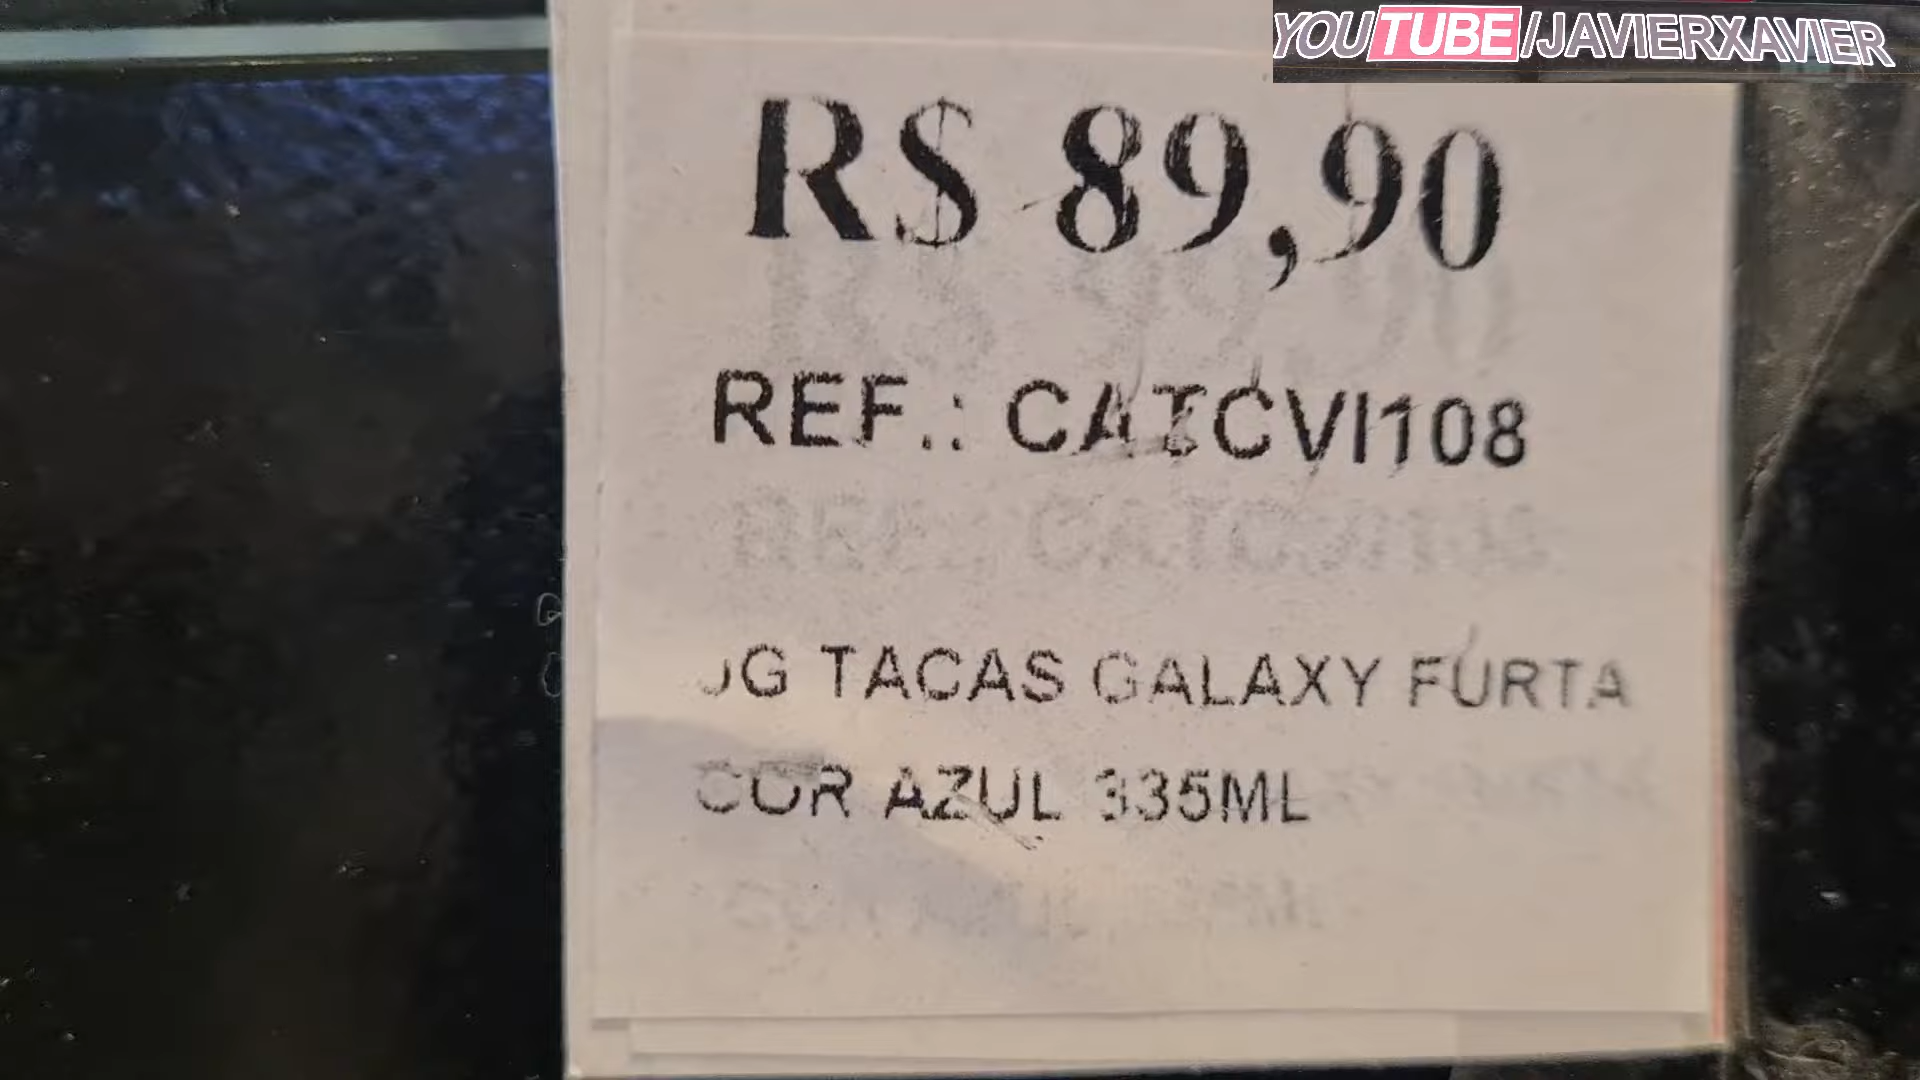 YOUTUBE/JAVIERXAVIER
R$ 89,90
REF.: CATCVI108
JG TACAS GALAXY FURTA
COR AZUL 335ML